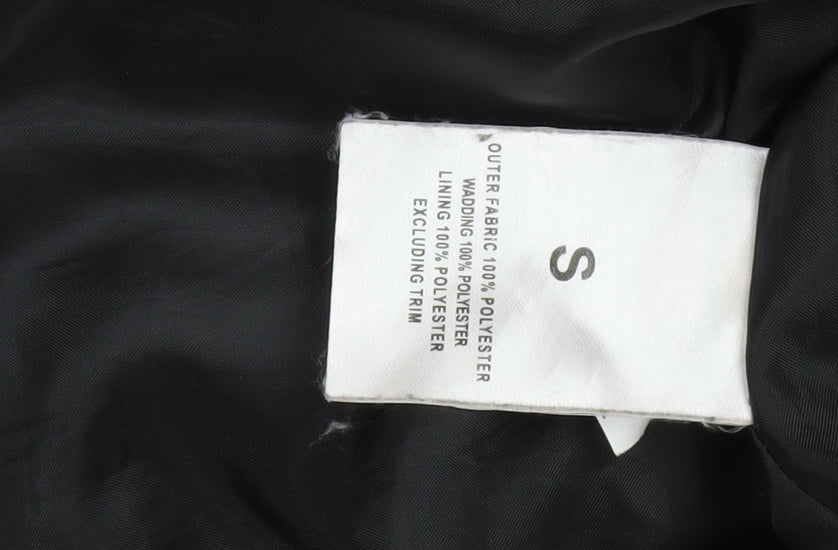 S
OUTER FABRiC 100% POLYESTER
WADDING 100% POLYESTER
LINING 100% POLYESTER
EXCLUDING TRIM